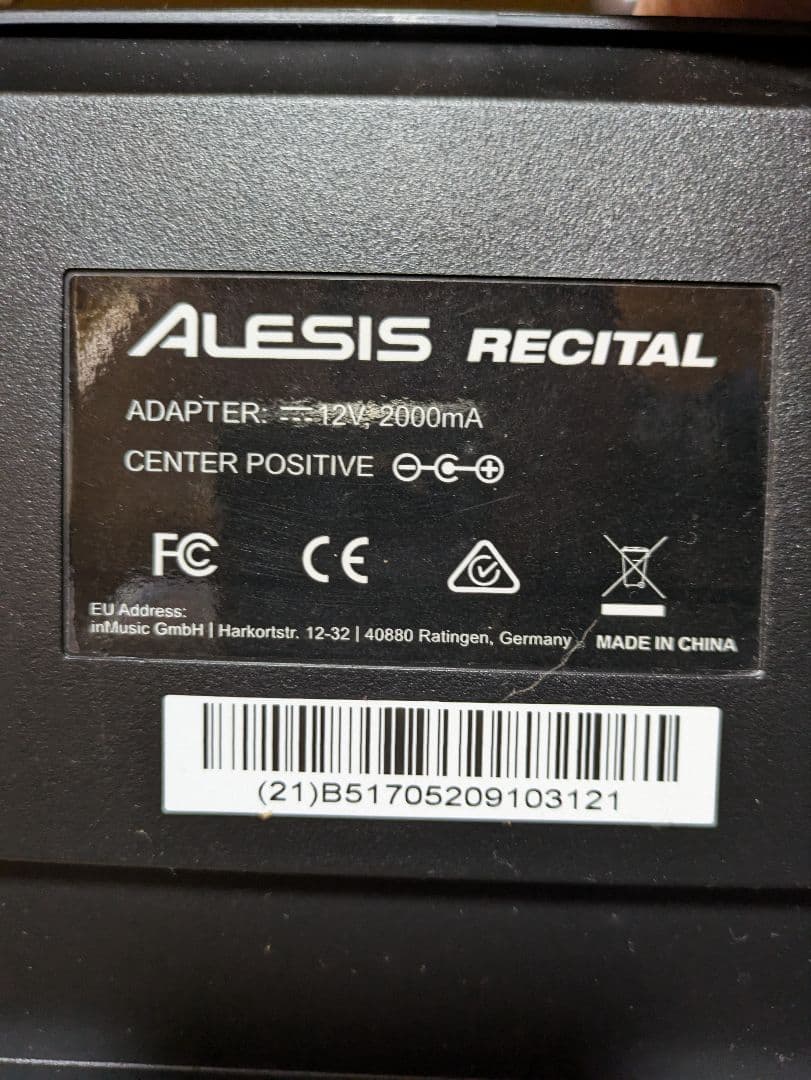 ALESIS RECITAL
ADAPTER: ⎓ 12V, 2000mA
CENTER POSITIVE
FC
CE
EU Address:
inMusic GmbH | Harkortstr. 12-32 | 40880 Ratingen, Germany
MADE IN CHINA
(21)B51705209103121